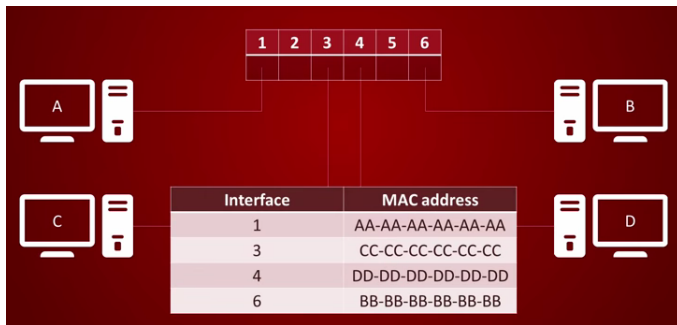 1 2 3 4 5 6
A
B
C
D
Interface MAC address
1 AA-AA-AA-AA-AA-AA
3 CC-CC-CC-CC-CC-CC
4 DD-DD-DD-DD-DD-DD
6 BB-BB-BB-BB-BB-BB